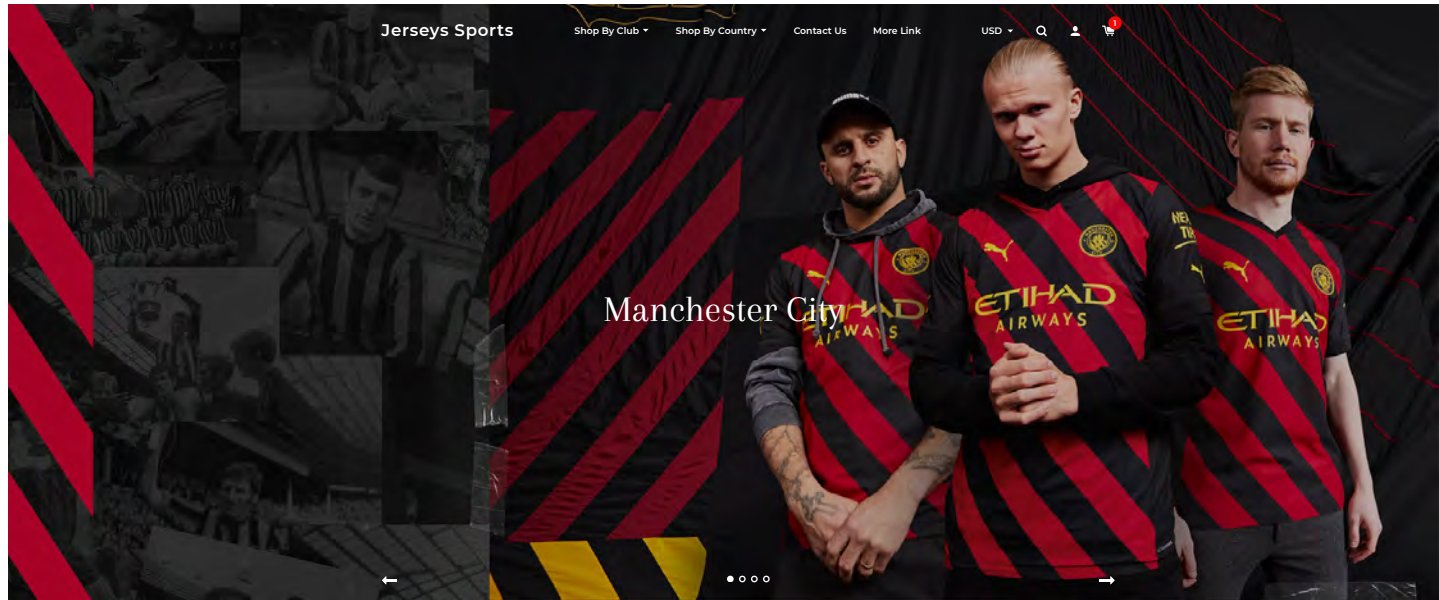 Jerseys Sports
Shop By Club
Shop By Country
Contact Us
More Link
USD
1
Manchester City
ETIHAD
AIRWAYS
ETIHAD
AIRWAYS
ETIHAD
AIRWAYS